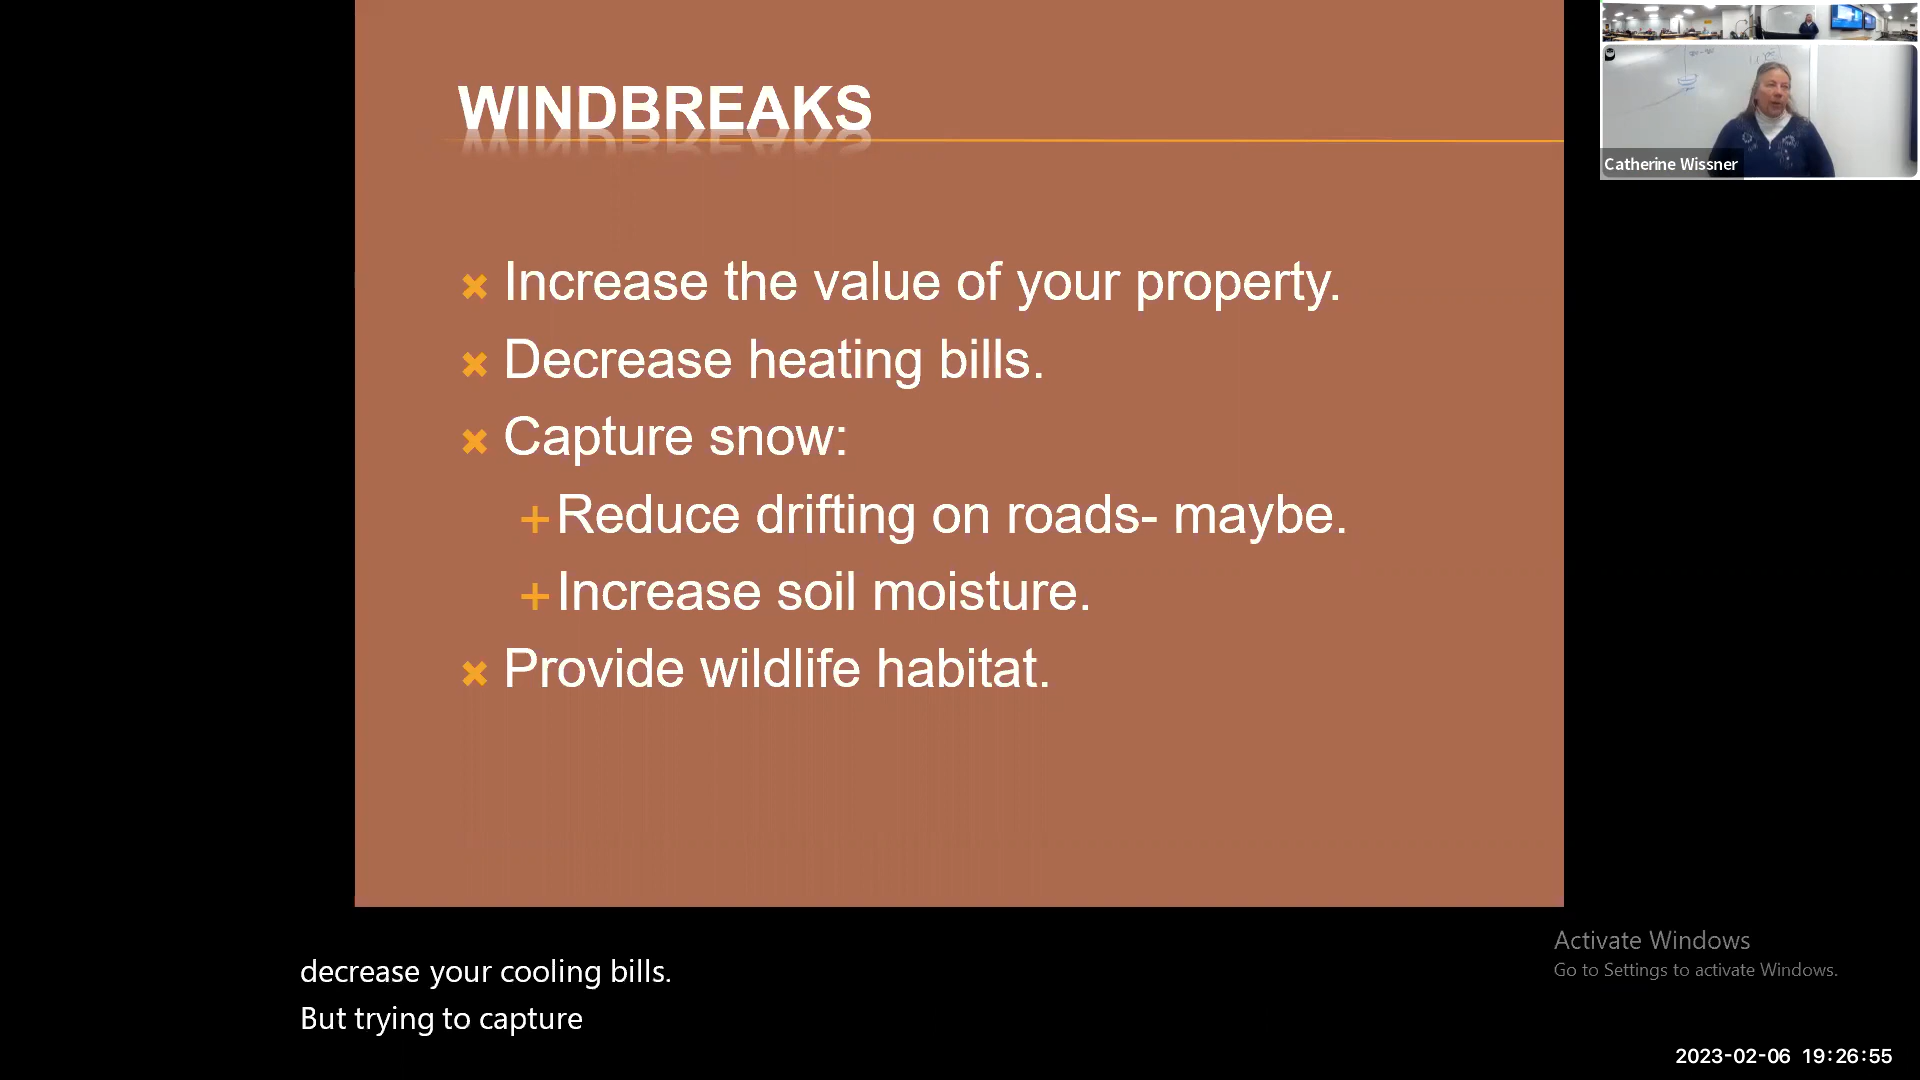 WINDBREAKS
Increase the value of your property.
Decrease heating bills.
Capture snow:
Reduce drifting on roads- maybe.
Increase soil moisture.
Provide wildlife habitat.
Catherine Wissner
decrease your cooling bills.
But trying to capture
Activate Windows
Go to Settings to activate Windows.
2023-02-06 19:26:55